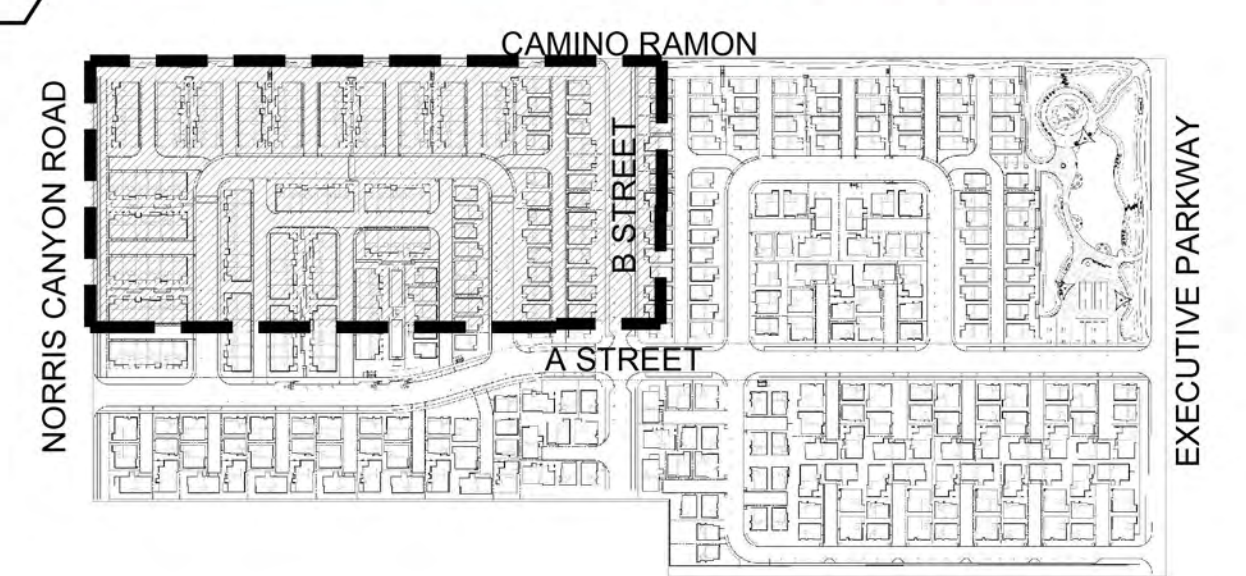 CAMINO RAMON
NORRIS CANYON ROAD
B STREET
EXECUTIVE PARKWAY
A STREET